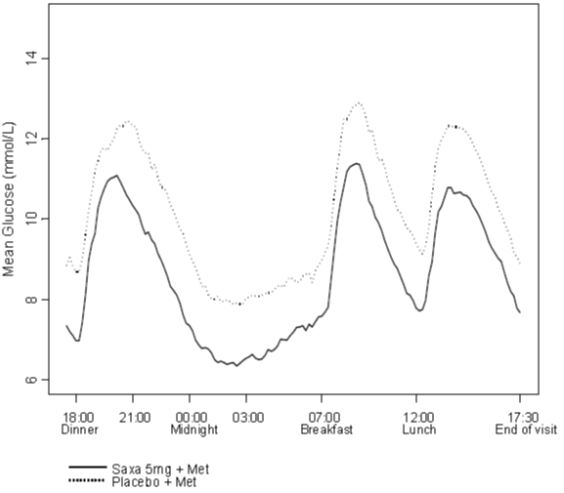 Mean Glucose (mmol/L)
14
12
10
8
6
18:00 21:00 00:00 03:00 07:00 12:00 17:30
Dinner Midnight Breakfast Lunch End of visit
Saxa 5mg + Met
Placebo + Met